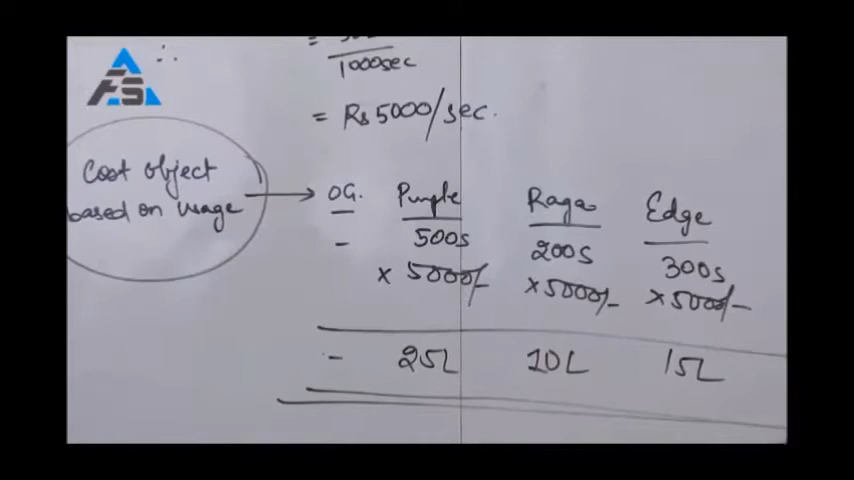 1000sec
= Rs 5000/sec.
Cost object
based on usage
OG. Purple Raga Edge
- 500s 200s 300s
× 5000/- ×5000/- ×5000/-
- 25L 10L 15L